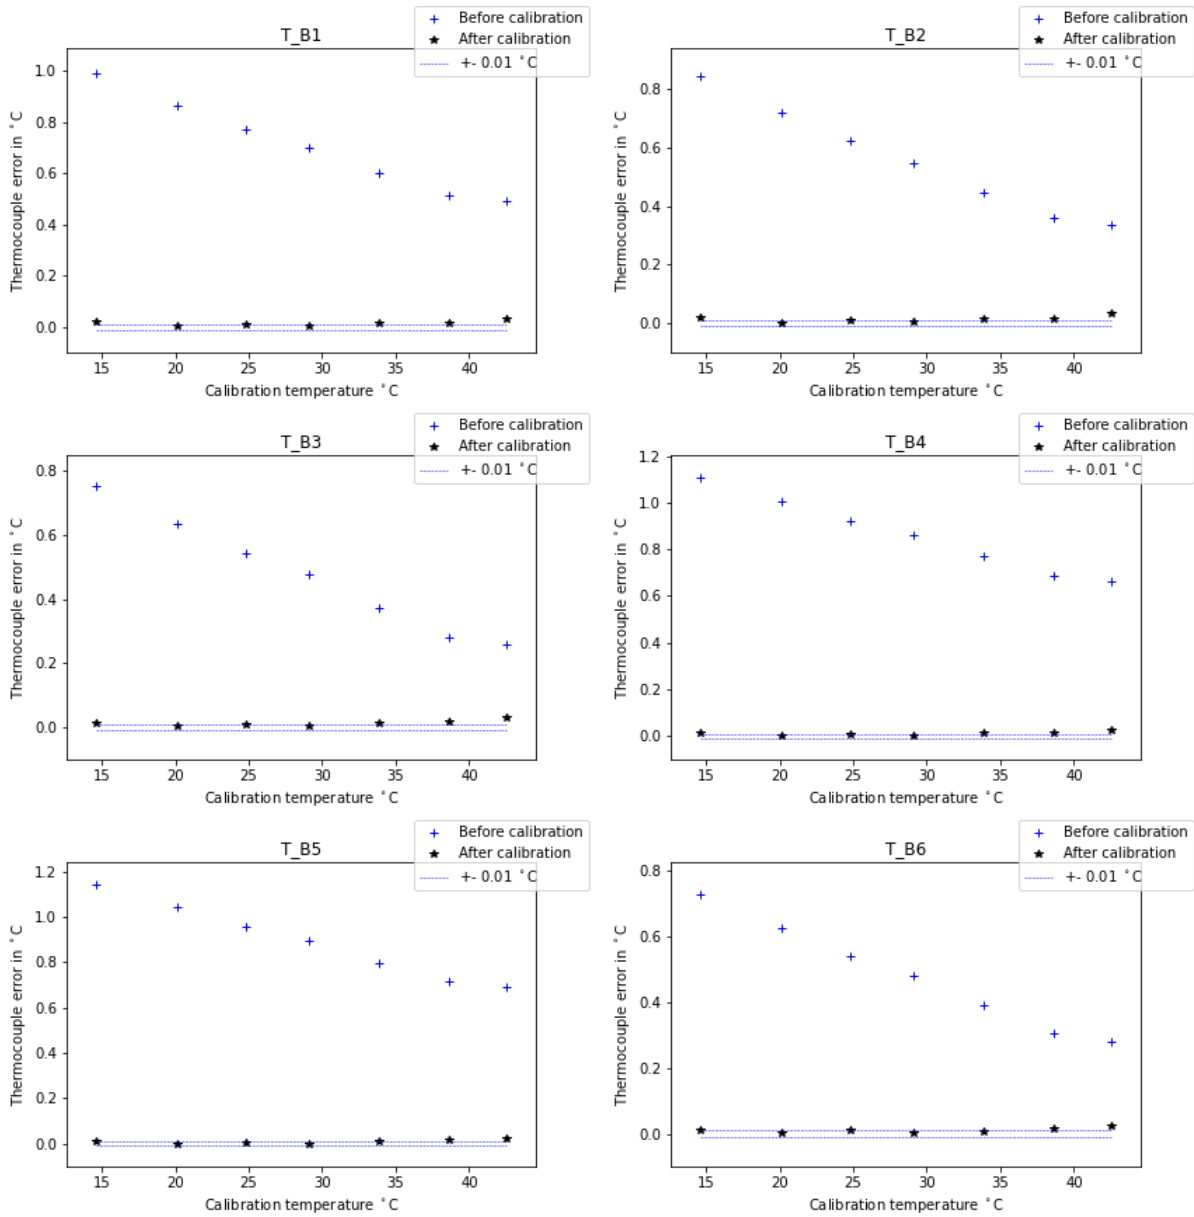 T_B1
Before calibration
After calibration
+- 0.01 °C
Thermocouple error in °C
1.0
0.8
0.6
0.4
0.2
0.0
15 20 25 30 35 40
Calibration temperature °C
T_B2
Before calibration
After calibration
+- 0.01 °C
Thermocouple error in °C
0.8
0.6
0.4
0.2
0.0
15 20 25 30 35 40
Calibration temperature °C
T_B3
Before calibration
After calibration
+- 0.01 °C
Thermocouple error in °C
0.8
0.6
0.4
0.2
0.0
15 20 25 30 35 40
Calibration temperature °C
T_B4
Before calibration
After calibration
+- 0.01 °C
Thermocouple error in °C
1.2
1.0
0.8
0.6
0.4
0.2
0.0
15 20 25 30 35 40
Calibration temperature °C
T_B5
Before calibration
After calibration
+- 0.01 °C
Thermocouple error in °C
1.2
1.0
0.8
0.6
0.4
0.2
0.0
15 20 25 30 35 40
Calibration temperature °C
T_B6
Before calibration
After calibration
+- 0.01 °C
Thermocouple error in °C
0.8
0.6
0.4
0.2
0.0
15 20 25 30 35 40
Calibration temperature °C